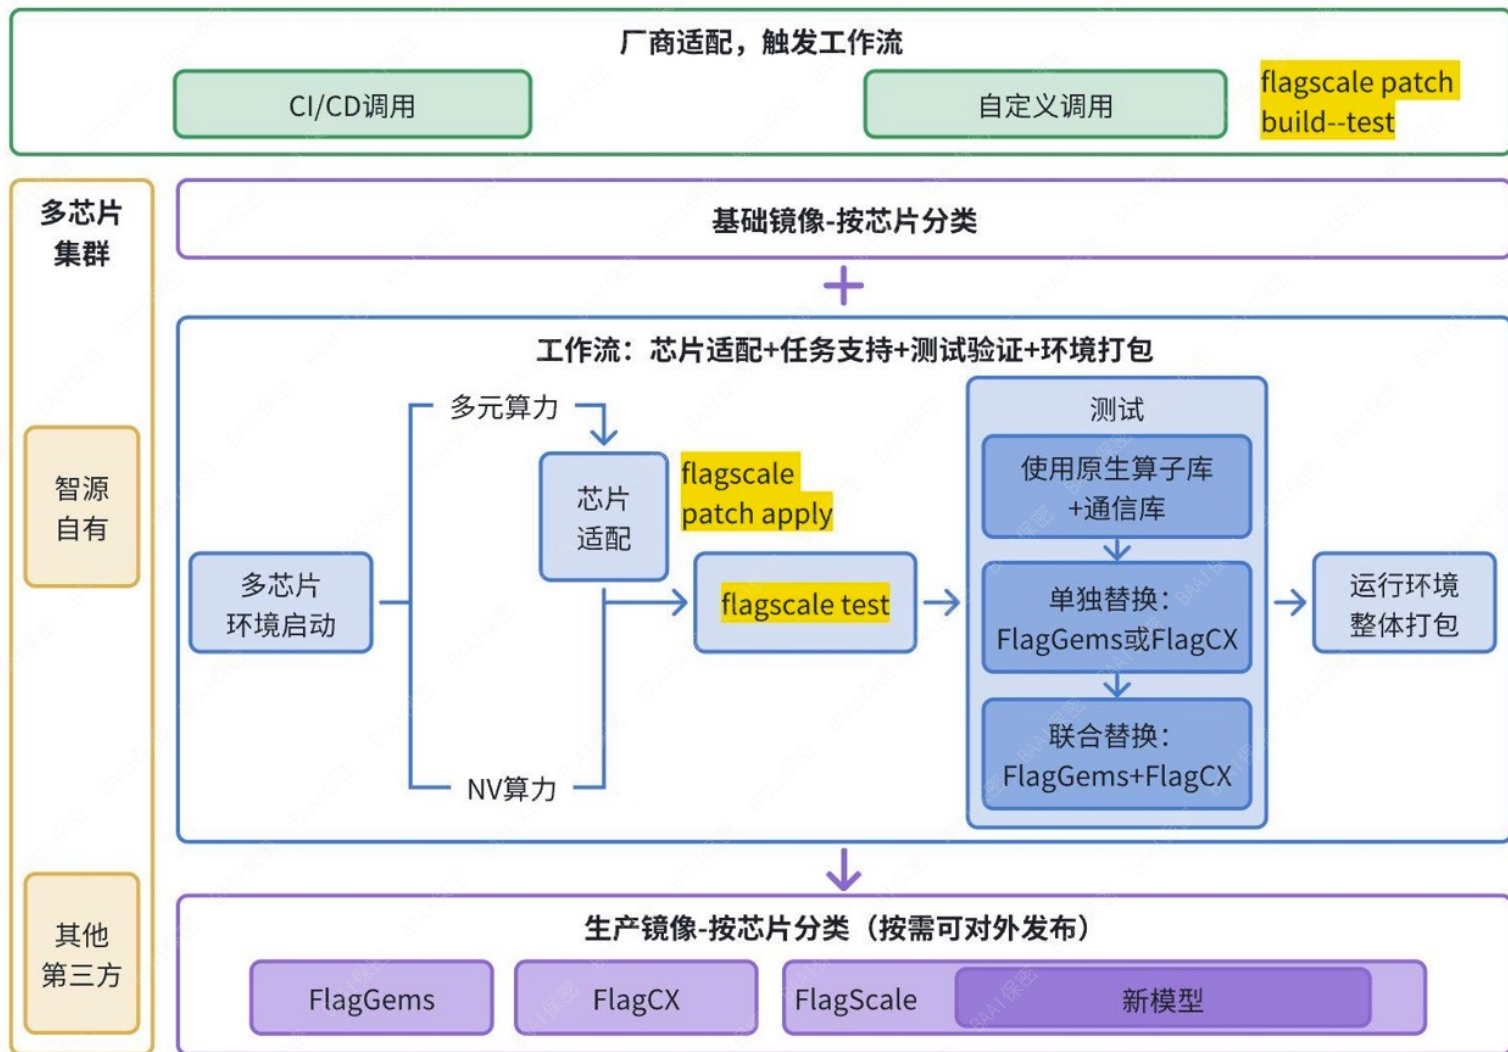 厂商适配，触发工作流
CI/CD调用
自定义调用
flagscale patch
build--test
多芯片
集群
智源
自有
其他
第三方
基础镜像-按芯片分类
+
工作流：芯片适配+任务支持+测试验证+环境打包
多芯片
环境启动
多元算力
芯片
适配
flagscale
patch apply
NV算力
flagscale test
测试
使用原生算子库
+通信库
单独替换：
FlagGems或FlagCX
联合替换：
FlagGems+FlagCX
运行环境
整体打包
生产镜像-按芯片分类（按需可对外发布）
FlagGems
FlagCX
FlagScale
新模型
BAAI保密